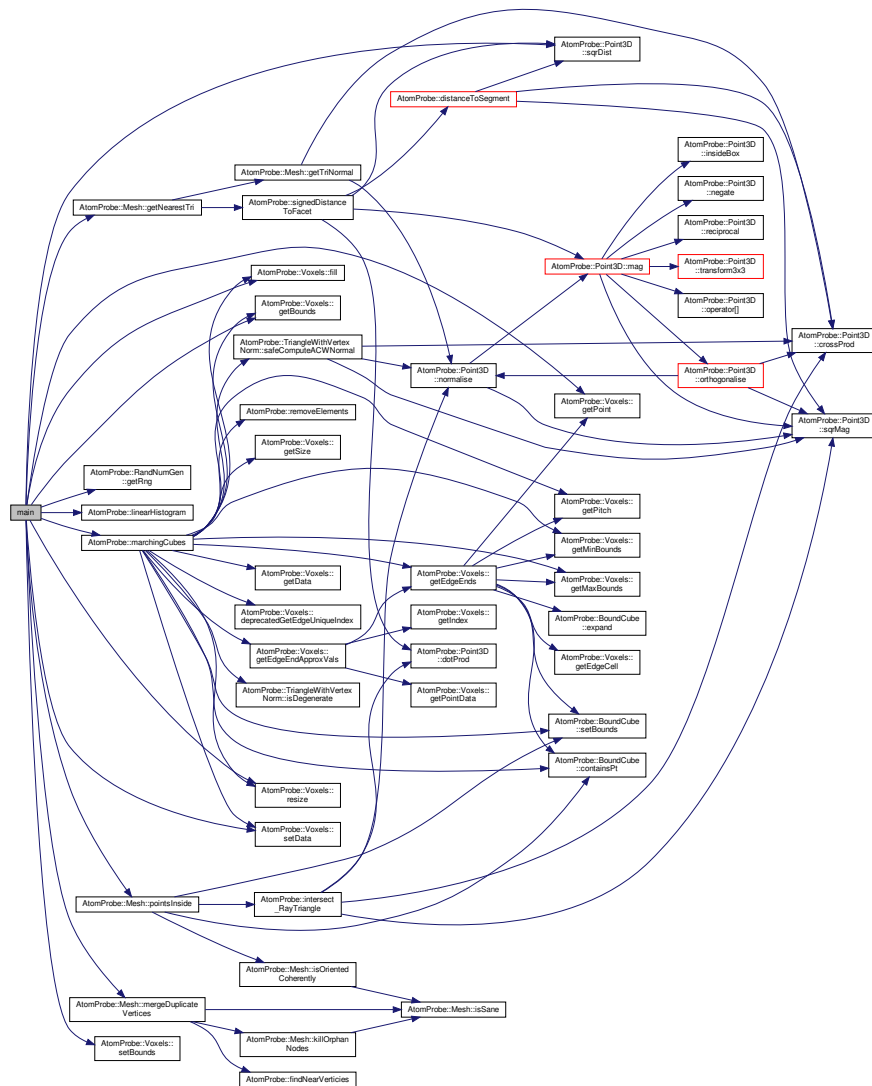 AtomProbe::Point3D
::sqrDist
AtomProbe::distanceToSegment
AtomProbe::Point3D
::insideBox
AtomProbe::Mesh::getTriNormal
AtomProbe::Point3D
::negate
AtomProbe::Mesh::getNearestTri
AtomProbe::signedDistance
ToFacet
AtomProbe::Point3D
::reciprocal
AtomProbe::Point3D::mag
AtomProbe::Point3D
::transform3x3
AtomProbe::Voxels::fill
AtomProbe::Voxels::
getBounds
AtomProbe::Point3D
::operator[]
AtomProbe::TriangleWithVertex
Norm::safeComputeACWNormal
AtomProbe::Point3D
::crossProd
AtomProbe::Point3D
::normalise
AtomProbe::Point3D
::orthogonalise
AtomProbe::removeElements
AtomProbe::Voxels::
getPoint
AtomProbe::Point3D
::sqrMag
AtomProbe::Voxels::
getSize
AtomProbe::RandNumGen
::getRng
AtomProbe::Voxels::
getPitch
main
AtomProbe::linearHistogram
AtomProbe::marchingCubes
AtomProbe::Voxels::
getMinBounds
AtomProbe::Voxels::
getData
AtomProbe::Voxels::
getEdgeEnds
AtomProbe::Voxels::
getMaxBounds
AtomProbe::Voxels::
deprecatedGetEdgeUniqueIndex
AtomProbe::Voxels::
getIndex
AtomProbe::BoundCube
::expand
AtomProbe::Voxels::
getEdgeEndApproxVals
AtomProbe::Point3D
::dotProd
AtomProbe::Voxels::
getEdgeCell
AtomProbe::TriangleWithVertex
Norm::isDegenerate
AtomProbe::Voxels::
getPointData
AtomProbe::BoundCube
::setBounds
AtomProbe::BoundCube
::containsPt
AtomProbe::Voxels::
resize
AtomProbe::Voxels::
setData
AtomProbe::Mesh::pointsInside
AtomProbe::intersect
_RayTriangle
AtomProbe::Mesh::isOriented
Coherently
AtomProbe::Mesh::mergeDuplicate
Vertices
AtomProbe::Mesh::isSane
AtomProbe::Voxels::
setBounds
AtomProbe::Mesh::killOrphan
Nodes
AtomProbe::findNearVerticies